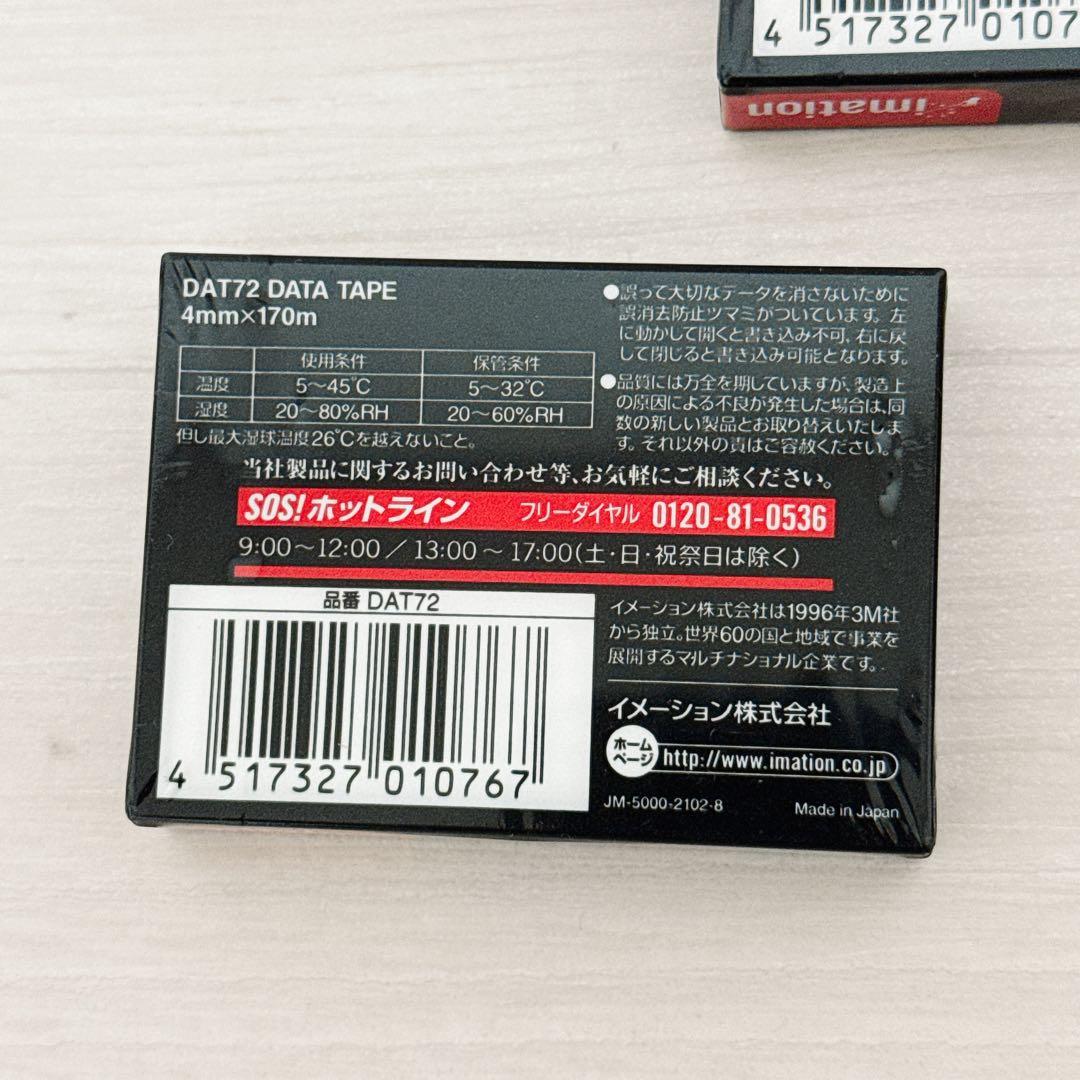 4 517327 0107
imation
DAT72 DATA TAPE
4mm×170m
使用条件 保管条件
温度 5～45℃ 5～32℃
湿度 20～80%RH 20～60%RH
但し最大湿球温度26℃を越えないこと。
●誤って大切なデータを消さないために
誤消去防止ツマミがついています。左
に動かして開くと書き込み不可、右に戻
して閉じると書き込み可能となります。
●品質には万全を期していますが、製造上
の原因による不良が発生した場合は、同
数の新しい製品とお取り替えいたしま
す。それ以外の責はご容赦ください。
当社製品に関するお問い合わせ等、お気軽にご相談ください。
SOS!ホットライン フリーダイヤル 0120-81-0536
9:00～12:00／13:00～17:00(土・日・祝祭日は除く)
品番 DAT72
4 517327 010767
イメーション株式会社は1996年3M社
から独立。世界60の国と地域で事業を
展開するマルチナショナル企業です。
イメーション株式会社
ホーム
ページ http://www.imation.co.jp
JM-5000-2102-8 Made in Japan